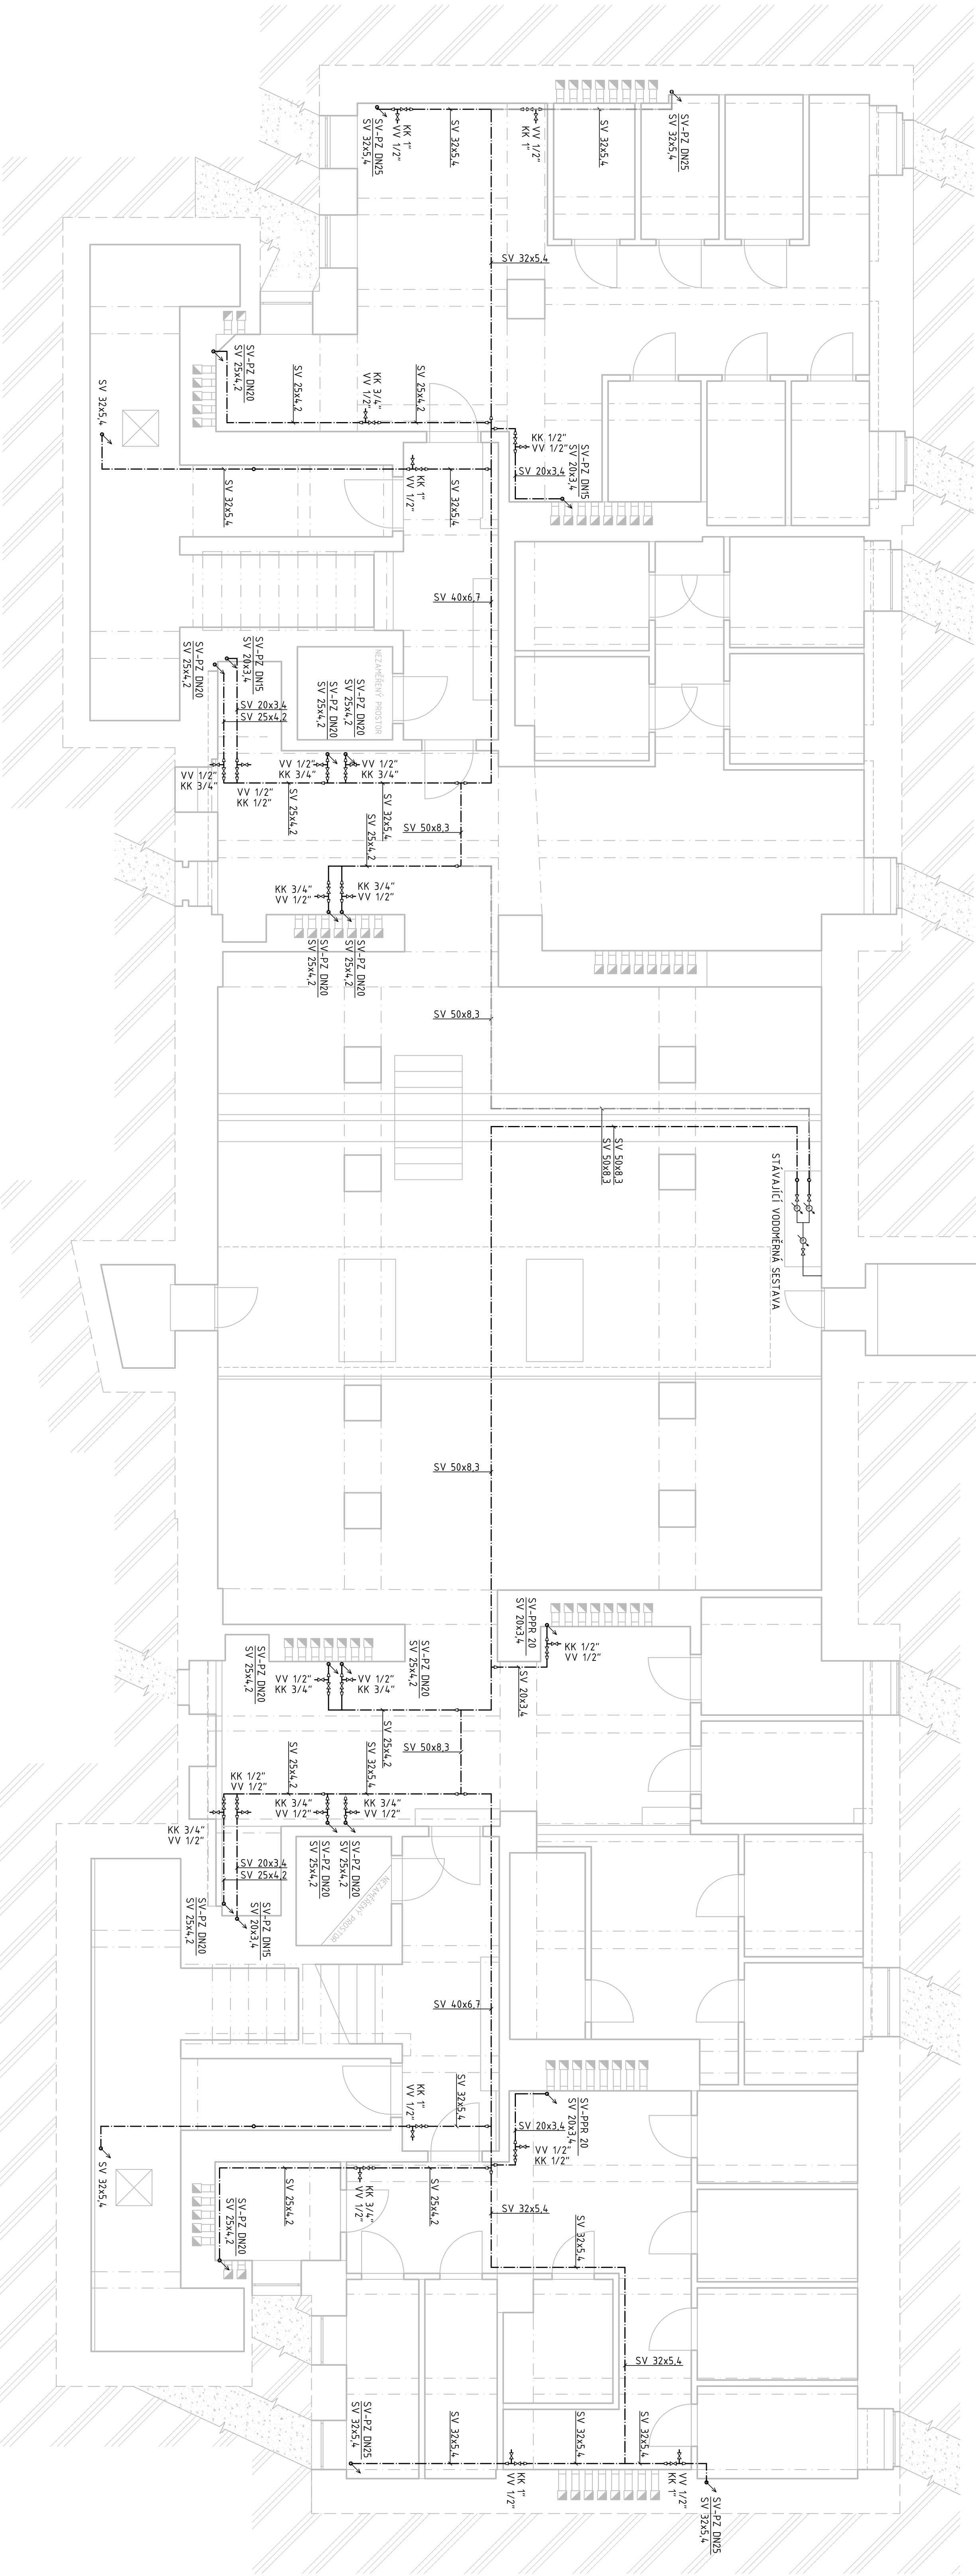 SV-PZ DN25
SV 32x5,4
KK 1"
VV 1/2"
SV 32x5,4
VV 1/2"
KK 1"
SV 32x5,4
SV-PZ DN25
SV 32x5,4
SV 32x5,4
SV-PZ DN20
SV 25x4,2
SV 25x4,2
KK 3/4"
VV 1/2"
SV 25x4,2
SV 32x5,4
KK 1/2"
VV 1/2"
SV-PZ DN15
SV 20x3,4
SV 20x3,4
SV 32x5,4
KK 1"
VV 1/2"
SV 32x5,4
SV 40x6,7
SV-PZ DN15
SV 20x3,4
SV-PZ DN20
SV 25x4,2
NEZAMĚŘENÝ PROSTOR
SV-PZ DN20
SV 25x4,2
SV-PZ DN20
SV 25x4,2
SV 20x3,4
SV 25x4,2
VV 1/2"
KK 3/4"
VV 1/2"
KK 3/4"
VV 1/2"
KK 3/4"
VV 1/2"
KK 1/2"
SV 25x4,2
SV 32x5,4
SV 25x4,2
SV 50x8,3
KK 3/4"
VV 1/2"
KK 3/4"
VV 1/2"
SV-PZ DN20
SV 25x4,2
SV-PZ DN20
SV 25x4,2
SV 50x8,3
SV 50x8,3
SV 50x8,3
STÁVAJÍCÍ VODOMĚRNÁ SESTAVA
SV 50x8,3
SV-PPR 20
SV 20x3,4
KK 1/2"
VV 1/2"
SV-PZ DN20
SV 25x4,2
SV-PZ DN20
SV 25x4,2
VV 1/2"
KK 3/4"
VV 1/2"
KK 3/4"
SV 20x3,4
SV 25x4,2
SV 50x8,3
SV 25x4,2
SV 32x5,4
KK 1/2"
VV 1/2"
KK 3/4"
VV 1/2"
KK 3/4"
VV 1/2"
KK 3/4"
VV 1/2"
SV-PZ DN20
SV 25x4,2
SV-PZ DN20
SV 25x4,2
SV 20x3,4
SV 25x4,2
NEZAMĚŘENÝ PROSTOR
SV-PZ DN20
SV 25x4,2
SV-PZ DN15
SV 20x3,4
SV 40x6,7
KK 1"
VV 1/2"
SV 32x5,4
SV-PPR 20
SV 20x3,4
SV 20x3,4
VV 1/2"
KK 1/2"
SV 32x5,4
SV 25x4,2
KK 3/4"
VV 1/2"
SV 25x4,2
SV-PZ DN20
SV 25x4,2
SV 32x5,4
SV 32x5,4
SV 32x5,4
SV-PZ DN25
SV 32x5,4
SV 32x5,4
SV 32x5,4
SV 32x5,4
KK 1"
VV 1/2"
VV 1/2"
KK 1"
SV-PZ DN25
SV 32x5,4